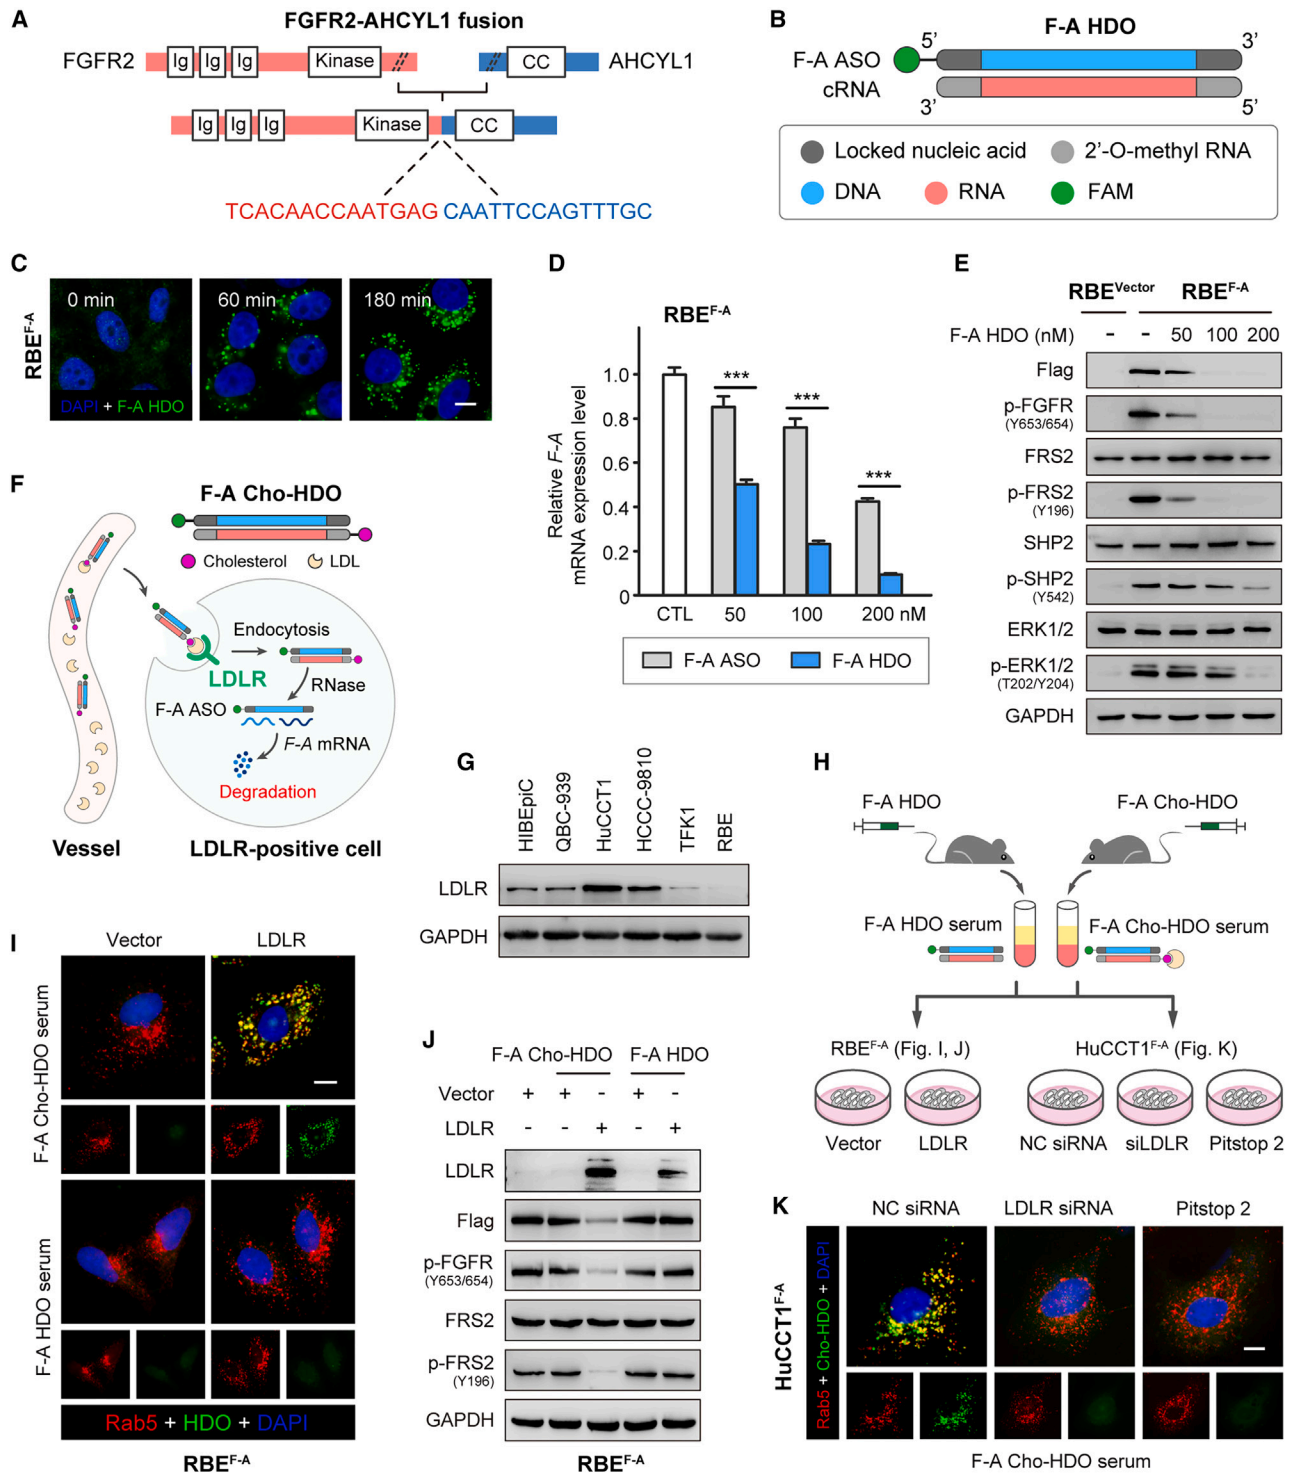 A
FGFR2-AHCYL1 fusion
FGFR2
Ig
Ig
Ig
Kinase
CC
AHCYL1
Ig
Ig
Ig
Kinase
CC
TCACAACCAATGAG CAATTCCAGTTTGC
B
F-A HDO
5’
3’
F-A ASO
cRNA
3’
5’
Locked nucleic acid
2’-O-methyl RNA
DNA
RNA
FAM
C
RBE^F-A
0 min
60 min
180 min
DAPI + F-A HDO
D
RBE^F-A
Relative F-A
mRNA expression level
1.0
0.8
0.6
0.4
0.2
0
***
***
***
CTL
50
100
200 nM
F-A ASO
F-A HDO
E
RBE^Vector
RBE^F-A
F-A HDO (nM)
-
-
50
100
200
Flag
p-FGFR
(Y653/654)
FRS2
p-FRS2
(Y196)
SHP2
p-SHP2
(Y542)
ERK1/2
p-ERK1/2
(T202/Y204)
GAPDH
F
F-A Cho-HDO
Cholesterol
LDL
Endocytosis
LDLR
RNase
F-A ASO
F-A mRNA
Degradation
Vessel
LDLR-positive cell
G
HIBEpiC
QBC-939
HuCCT1
HCCC-9810
TFK1
RBE
LDLR
GAPDH
H
F-A HDO
F-A Cho-HDO
F-A HDO serum
F-A Cho-HDO serum
RBE^F-A (Fig. I, J)
HuCCT1^F-A (Fig. K)
Vector
LDLR
NC siRNA
siLDLR
Pitstop 2
I
Vector
LDLR
F-A Cho-HDO serum
F-A HDO serum
Rab5 + HDO + DAPI
RBE^F-A
J
F-A Cho-HDO
F-A HDO
Vector
+
+
-
+
-
LDLR
-
-
+
-
+
LDLR
Flag
p-FGFR
(Y653/654)
FRS2
p-FRS2
(Y196)
GAPDH
RBE^F-A
K
NC siRNA
LDLR siRNA
Pitstop 2
HuCCT1^F-A
Rab5 + Cho-HDO + DAPI
F-A Cho-HDO serum